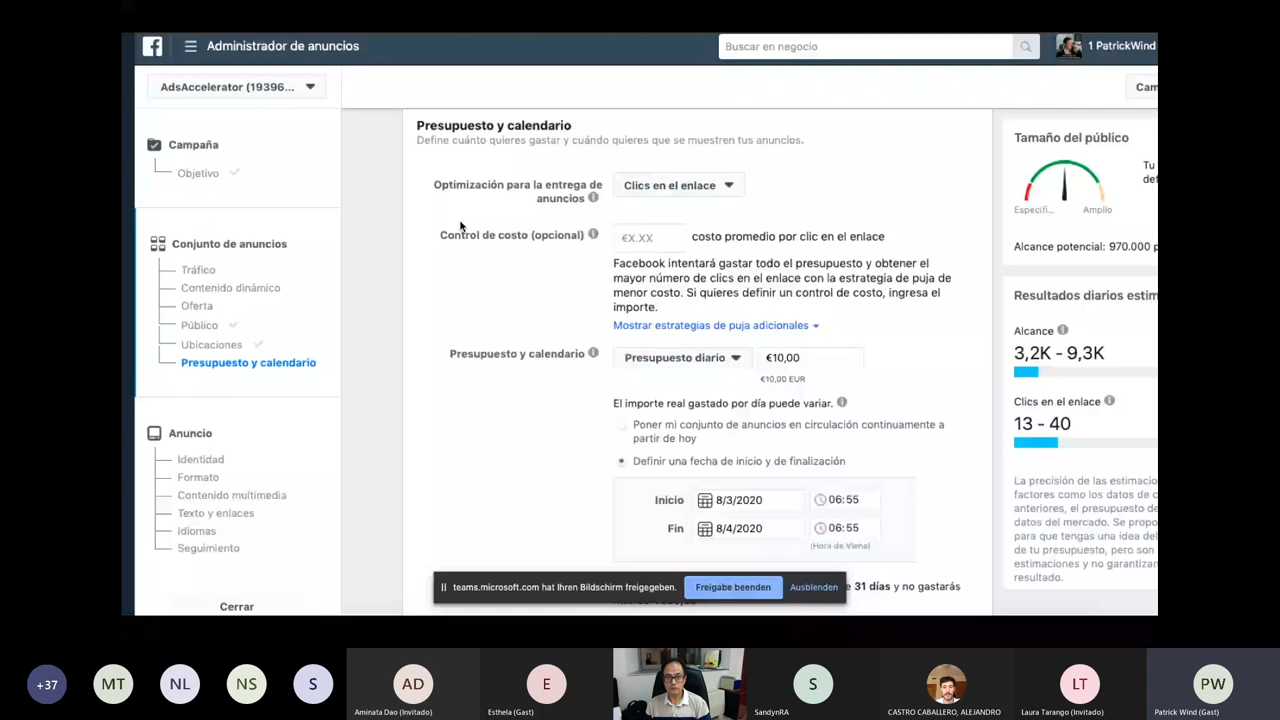 Administrador de anuncios
Buscar en negocio
1 PatrickWind
AdsAccelerator (19396...
Cam
Campaña
Objetivo
Conjunto de anuncios
Tráfico
Contenido dinámico
Oferta
Público
Ubicaciones
Presupuesto y calendario
Anuncio
Identidad
Formato
Contenido multimedia
Texto y enlaces
Idiomas
Seguimiento
Cerrar
Presupuesto y calendario
Define cuánto quieres gastar y cuándo quieres que se muestren tus anuncios.
Optimización para la entrega de
anuncios
Clics en el enlace
Control de costo (opcional)
€X.XX
costo promedio por clic en el enlace
Facebook intentará gastar todo el presupuesto y obtener el
mayor número de clics en el enlace con la estrategia de puja de
menor costo. Si quieres definir un control de costo, ingresa el
importe.
Mostrar estrategias de puja adicionales
Presupuesto y calendario
Presupuesto diario
€10,00
€10,00 EUR
El importe real gastado por día puede variar.
Poner mi conjunto de anuncios en circulación continuamente a
partir de hoy
Definir una fecha de inicio y de finalización
Inicio
8/3/2020
06:55
Fin
8/4/2020
06:55
(Hora de Viena)
e 31 días y no gastarás
teams.microsoft.com hat Ihren Bildschirm freigegeben.
Freigabe beenden
Ausblenden
Tamaño del público
Tu
def
Específi...
Amplio
Alcance potencial: 970.000 p
Resultados diarios estim
Alcance
3,2K - 9,3K
Clics en el enlace
13 - 40
La precisión de las estimacio
factores como los datos de c
anteriores, el presupuesto de
datos del mercado. Se propo
para que tengas una idea del
de tu presupuesto, pero son
estimaciones y no garantizan
resultado.
+37
MT
NL
NS
S
AD
Aminata Dao (Invitado)
E
Esthela (Gast)
S
SandynRA
CASTRO CABALLERO, ALEJANDRO
LT
Laura Tarango (Invitado)
PW
Patrick Wind (Gast)